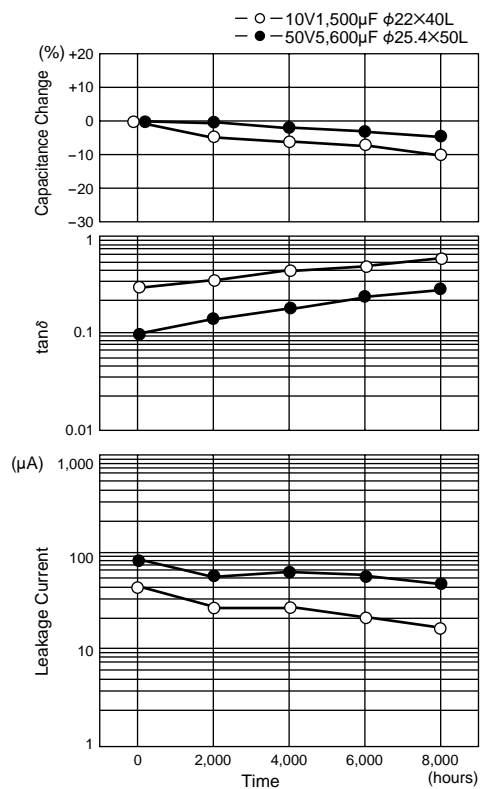 10V1,500µF ϕ22×40L
50V5,600µF ϕ25.4×50L
(%)
+20
+10
0
−10
−20
−30
Capacitance Change
1
0.1
0.01
tanδ
(µA)
1,000
100
10
1
Leakage Current
0 2,000 4,000 6,000 8,000
Time
(hours)